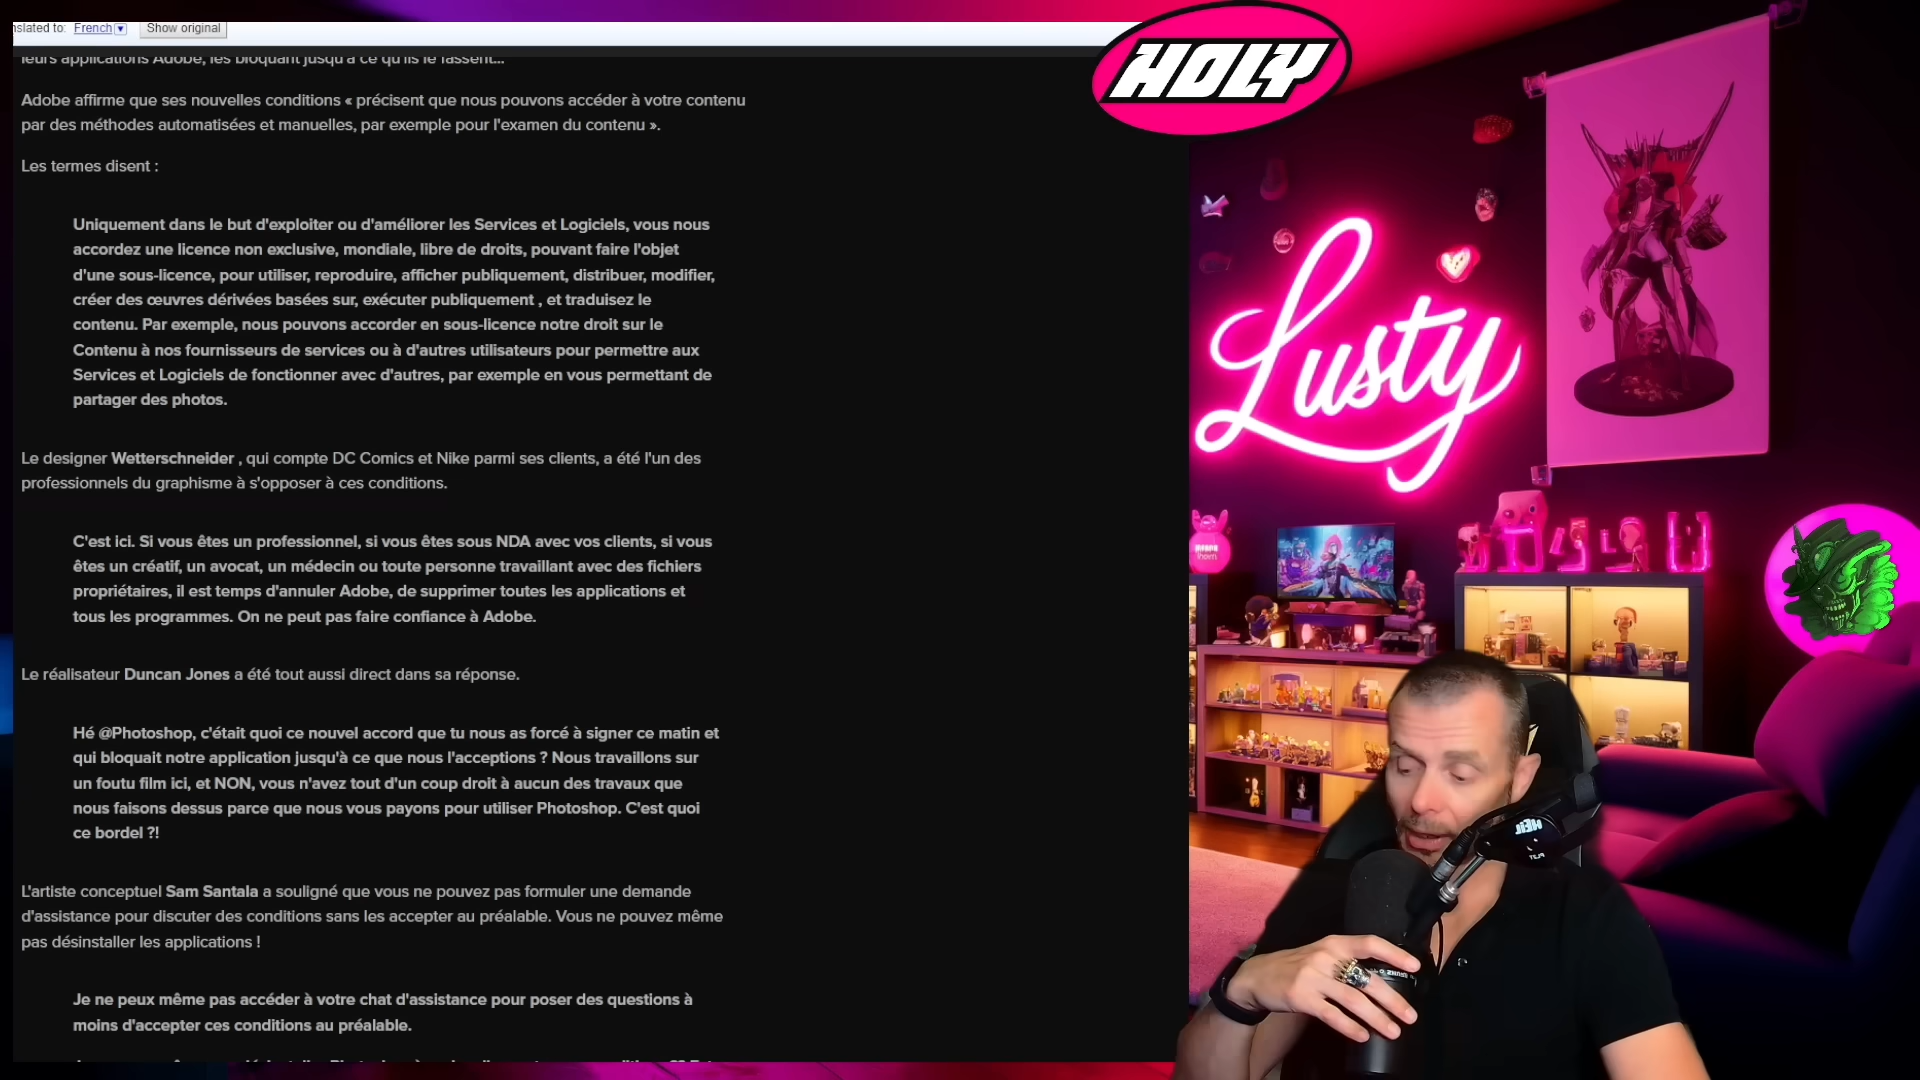 nslated to: French Show original
leurs applications Adobe, les bloquant jusqu'à ce qu'ils le fassent...
Adobe affirme que ses nouvelles conditions « précisent que nous pouvons accéder à votre contenu
par des méthodes automatisées et manuelles, par exemple pour l'examen du contenu ».
Les termes disent :
Uniquement dans le but d'exploiter ou d'améliorer les Services et Logiciels, vous nous
accordez une licence non exclusive, mondiale, libre de droits, pouvant faire l'objet
d'une sous-licence, pour utiliser, reproduire, afficher publiquement, distribuer, modifier,
créer des œuvres dérivées basées sur, exécuter publiquement , et traduisez le
contenu. Par exemple, nous pouvons accorder en sous-licence notre droit sur le
Contenu à nos fournisseurs de services ou à d'autres utilisateurs pour permettre aux
Services et Logiciels de fonctionner avec d'autres, par exemple en vous permettant de
partager des photos.
Le designer Wetterschneider , qui compte DC Comics et Nike parmi ses clients, a été l'un des
professionnels du graphisme à s'opposer à ces conditions.
C'est ici. Si vous êtes un professionnel, si vous êtes sous NDA avec vos clients, si vous
êtes un créatif, un avocat, un médecin ou toute personne travaillant avec des fichiers
propriétaires, il est temps d'annuler Adobe, de supprimer toutes les applications et
tous les programmes. On ne peut pas faire confiance à Adobe.
Le réalisateur Duncan Jones a été tout aussi direct dans sa réponse.
Hé @Photoshop, c'était quoi ce nouvel accord que tu nous as forcé à signer ce matin et
qui bloquait notre application jusqu'à ce que nous l'acceptions ? Nous travaillons sur
un foutu film ici, et NON, vous n'avez tout d'un coup droit à aucun des travaux que
nous faisons dessus parce que nous vous payons pour utiliser Photoshop. C'est quoi
ce bordel ?!
L'artiste conceptuel Sam Santala a souligné que vous ne pouvez pas formuler une demande
d'assistance pour discuter des conditions sans les accepter au préalable. Vous ne pouvez même
pas désinstaller les applications !
Je ne peux même pas accéder à votre chat d'assistance pour poser des questions à
moins d'accepter ces conditions au préalable.
HOLY
Lusty
HEiL